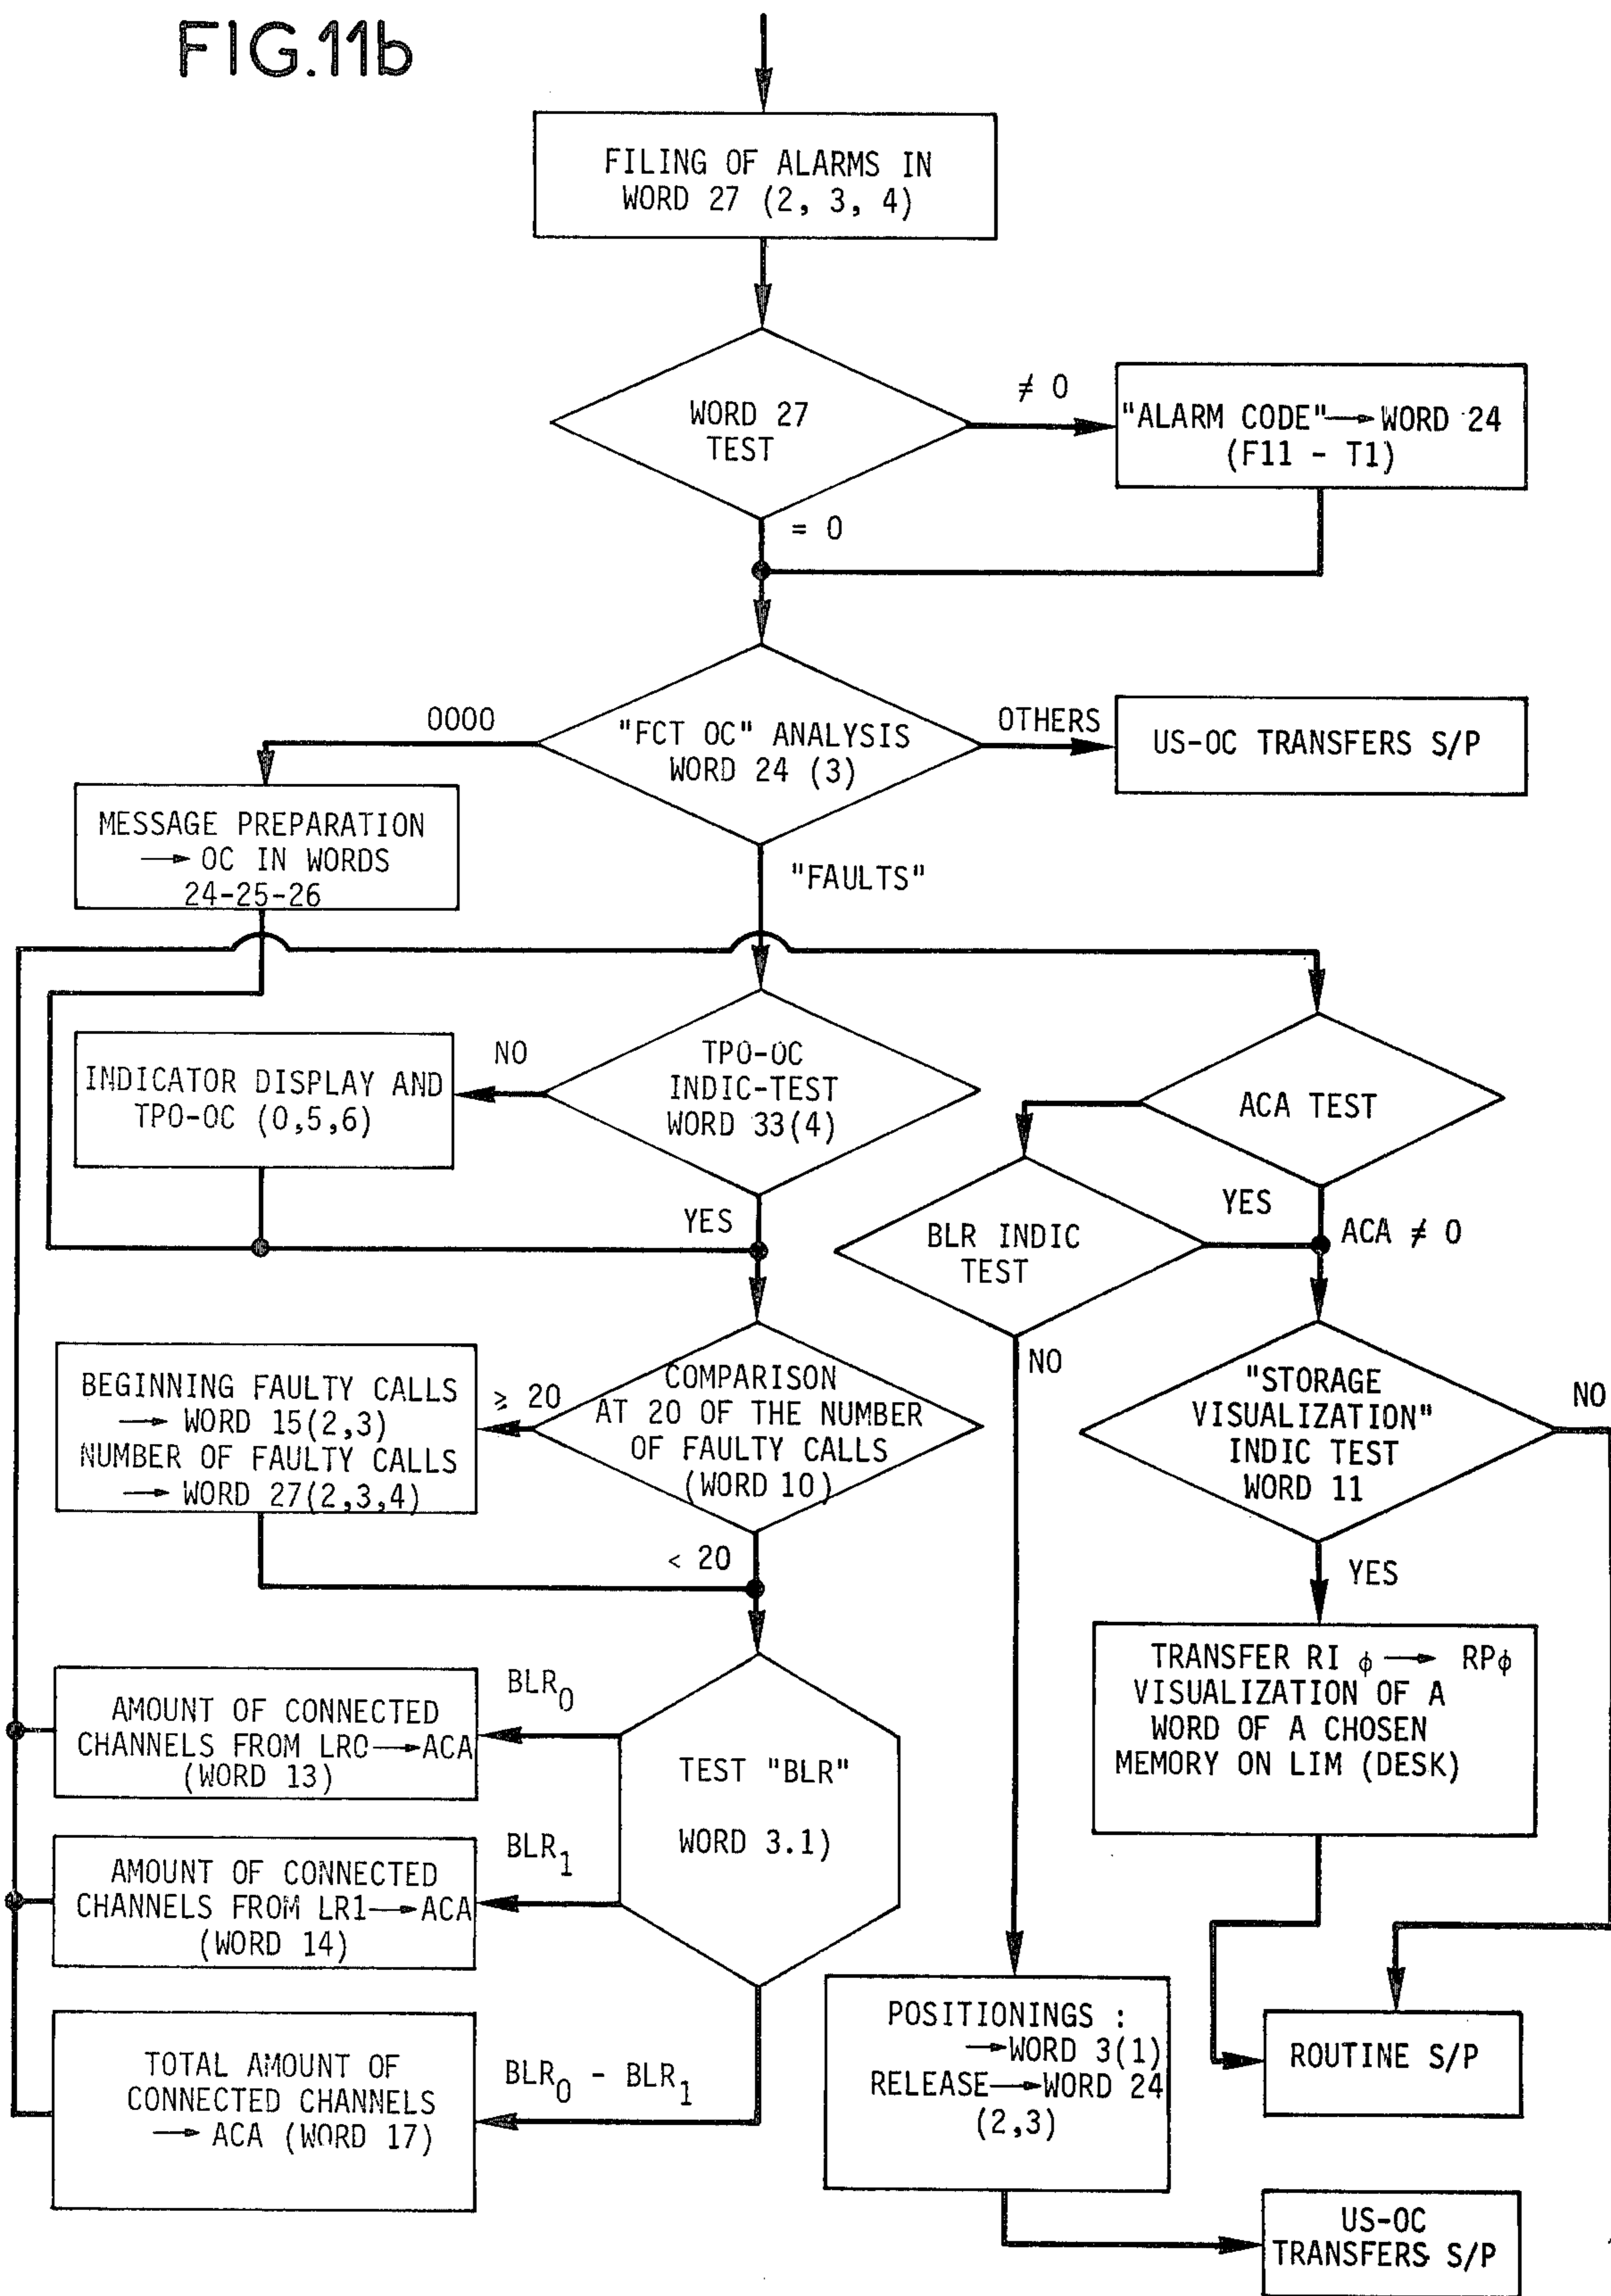 FIG.11b
FILING OF ALARMS IN
WORD 27 (2, 3, 4)
WORD 27
TEST
≠ 0
"ALARM CODE"→WORD 24
(F11 - T1)
= 0
0000
"FCT OC" ANALYSIS
WORD 24 (3)
OTHERS
US-OC TRANSFERS S/P
MESSAGE PREPARATION
→ OC IN WORDS
24-25-26
"FAULTS"
INDICATOR DISPLAY AND
TPO-OC (0,5,6)
NO
TPO-OC
INDIC-TEST
WORD 33(4)
YES
ACA TEST
BLR INDIC
TEST
YES
ACA ≠ 0
NO
BEGINNING FAULTY CALLS
→ WORD 15(2,3)
NUMBER OF FAULTY CALLS
→ WORD 27(2,3,4)
≥ 20
COMPARISON
AT 20 OF THE NUMBER
OF FAULTY CALLS
(WORD 10)
< 20
"STORAGE
VISUALIZATION"
INDIC TEST
WORD 11
NO
YES
TRANSFER RI ϕ → RPϕ
VISUALIZATION OF A
WORD OF A CHOSEN
MEMORY ON LIM (DESK)
AMOUNT OF CONNECTED
CHANNELS FROM LRO→ACA
(WORD 13)
BLR0
TEST "BLR"
WORD 3.1)
AMOUNT OF CONNECTED
CHANNELS FROM LR1→ACA
(WORD 14)
BLR1
TOTAL AMOUNT OF
CONNECTED CHANNELS
→ ACA (WORD 17)
BLR0 - BLR1
POSITIONINGS :
→WORD 3(1)
RELEASE→WORD 24
(2,3)
ROUTINE S/P
US-OC
TRANSFERS S/P